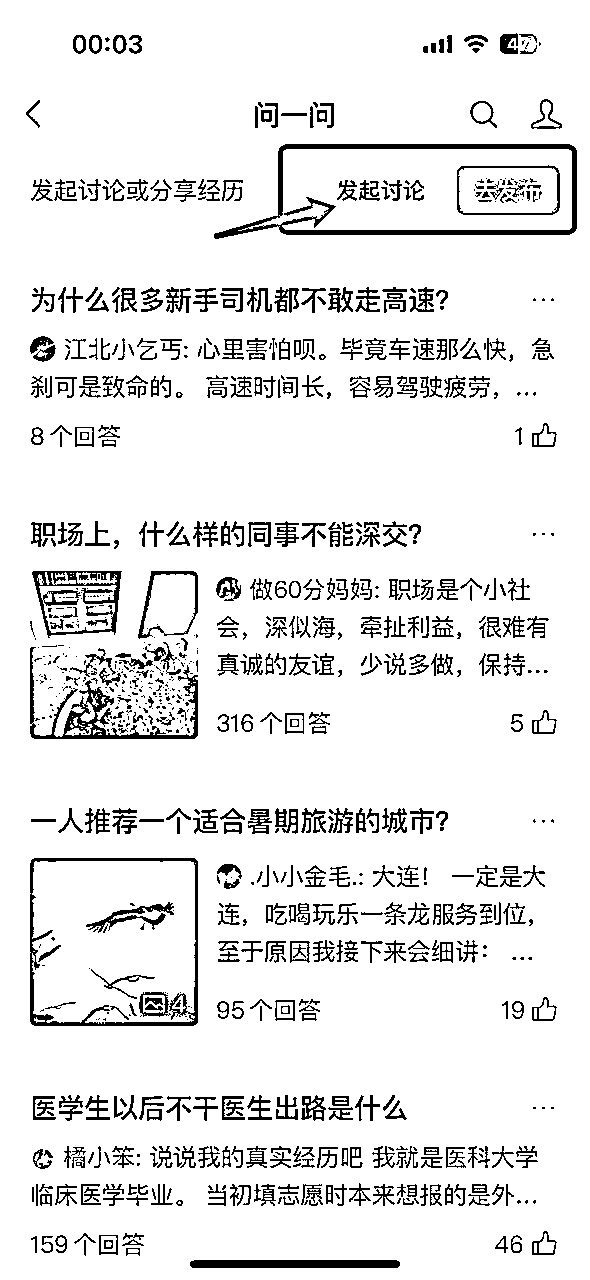 00:03
47
问一问
发起讨论或分享经历
发起讨论
去发布
为什么很多新手司机都不敢走高速?
江北小乞丐: 心里害怕呗。毕竟车速那么快，急
刹可是致命的。 高速时间长，容易驾驶疲劳，...
8 个回答
1
职场上，什么样的同事不能深交?
做60分妈妈: 职场是个小社
会，深似海，牵扯利益，很难有
真诚的友谊，少说多做，保持...
316 个回答
5
一人推荐一个适合暑期旅游的城市?
.小小金毛.: 大连！ 一定是大
连，吃喝玩乐一条龙服务到位，
至于原因我接下来会细讲： ...
4
95 个回答
19
医学生以后不干医生出路是什么
橘小笨: 说说我的真实经历吧 我就是医科大学
临床医学毕业。 当初填志愿时本来想报的是外...
159 个回答
46